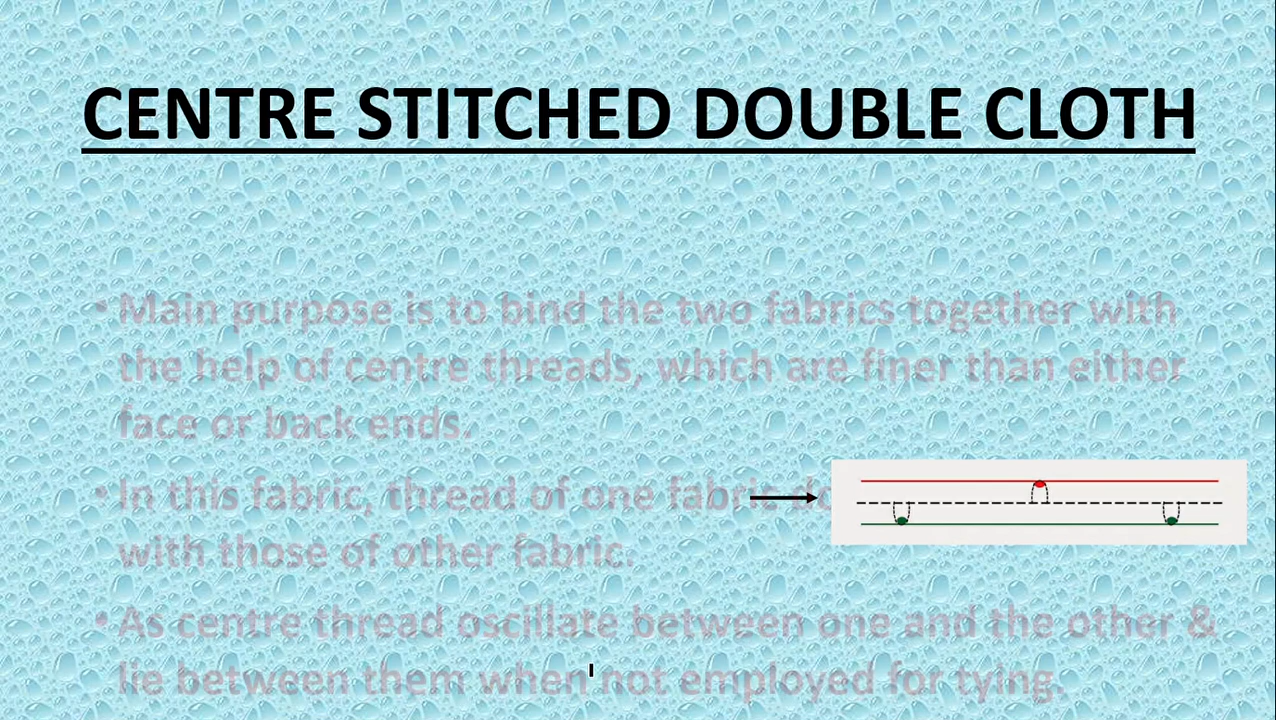 CENTRE STITCHED DOUBLE CLOTH
• Main purpose is to bind the two fabrics together with
the help of centre threads, which are finer than either
face or back ends.
• In this fabric, thread of one fabric
with those of other fabric.
• As centre thread oscillate between one and the other &
lie between them when not employed for tying.